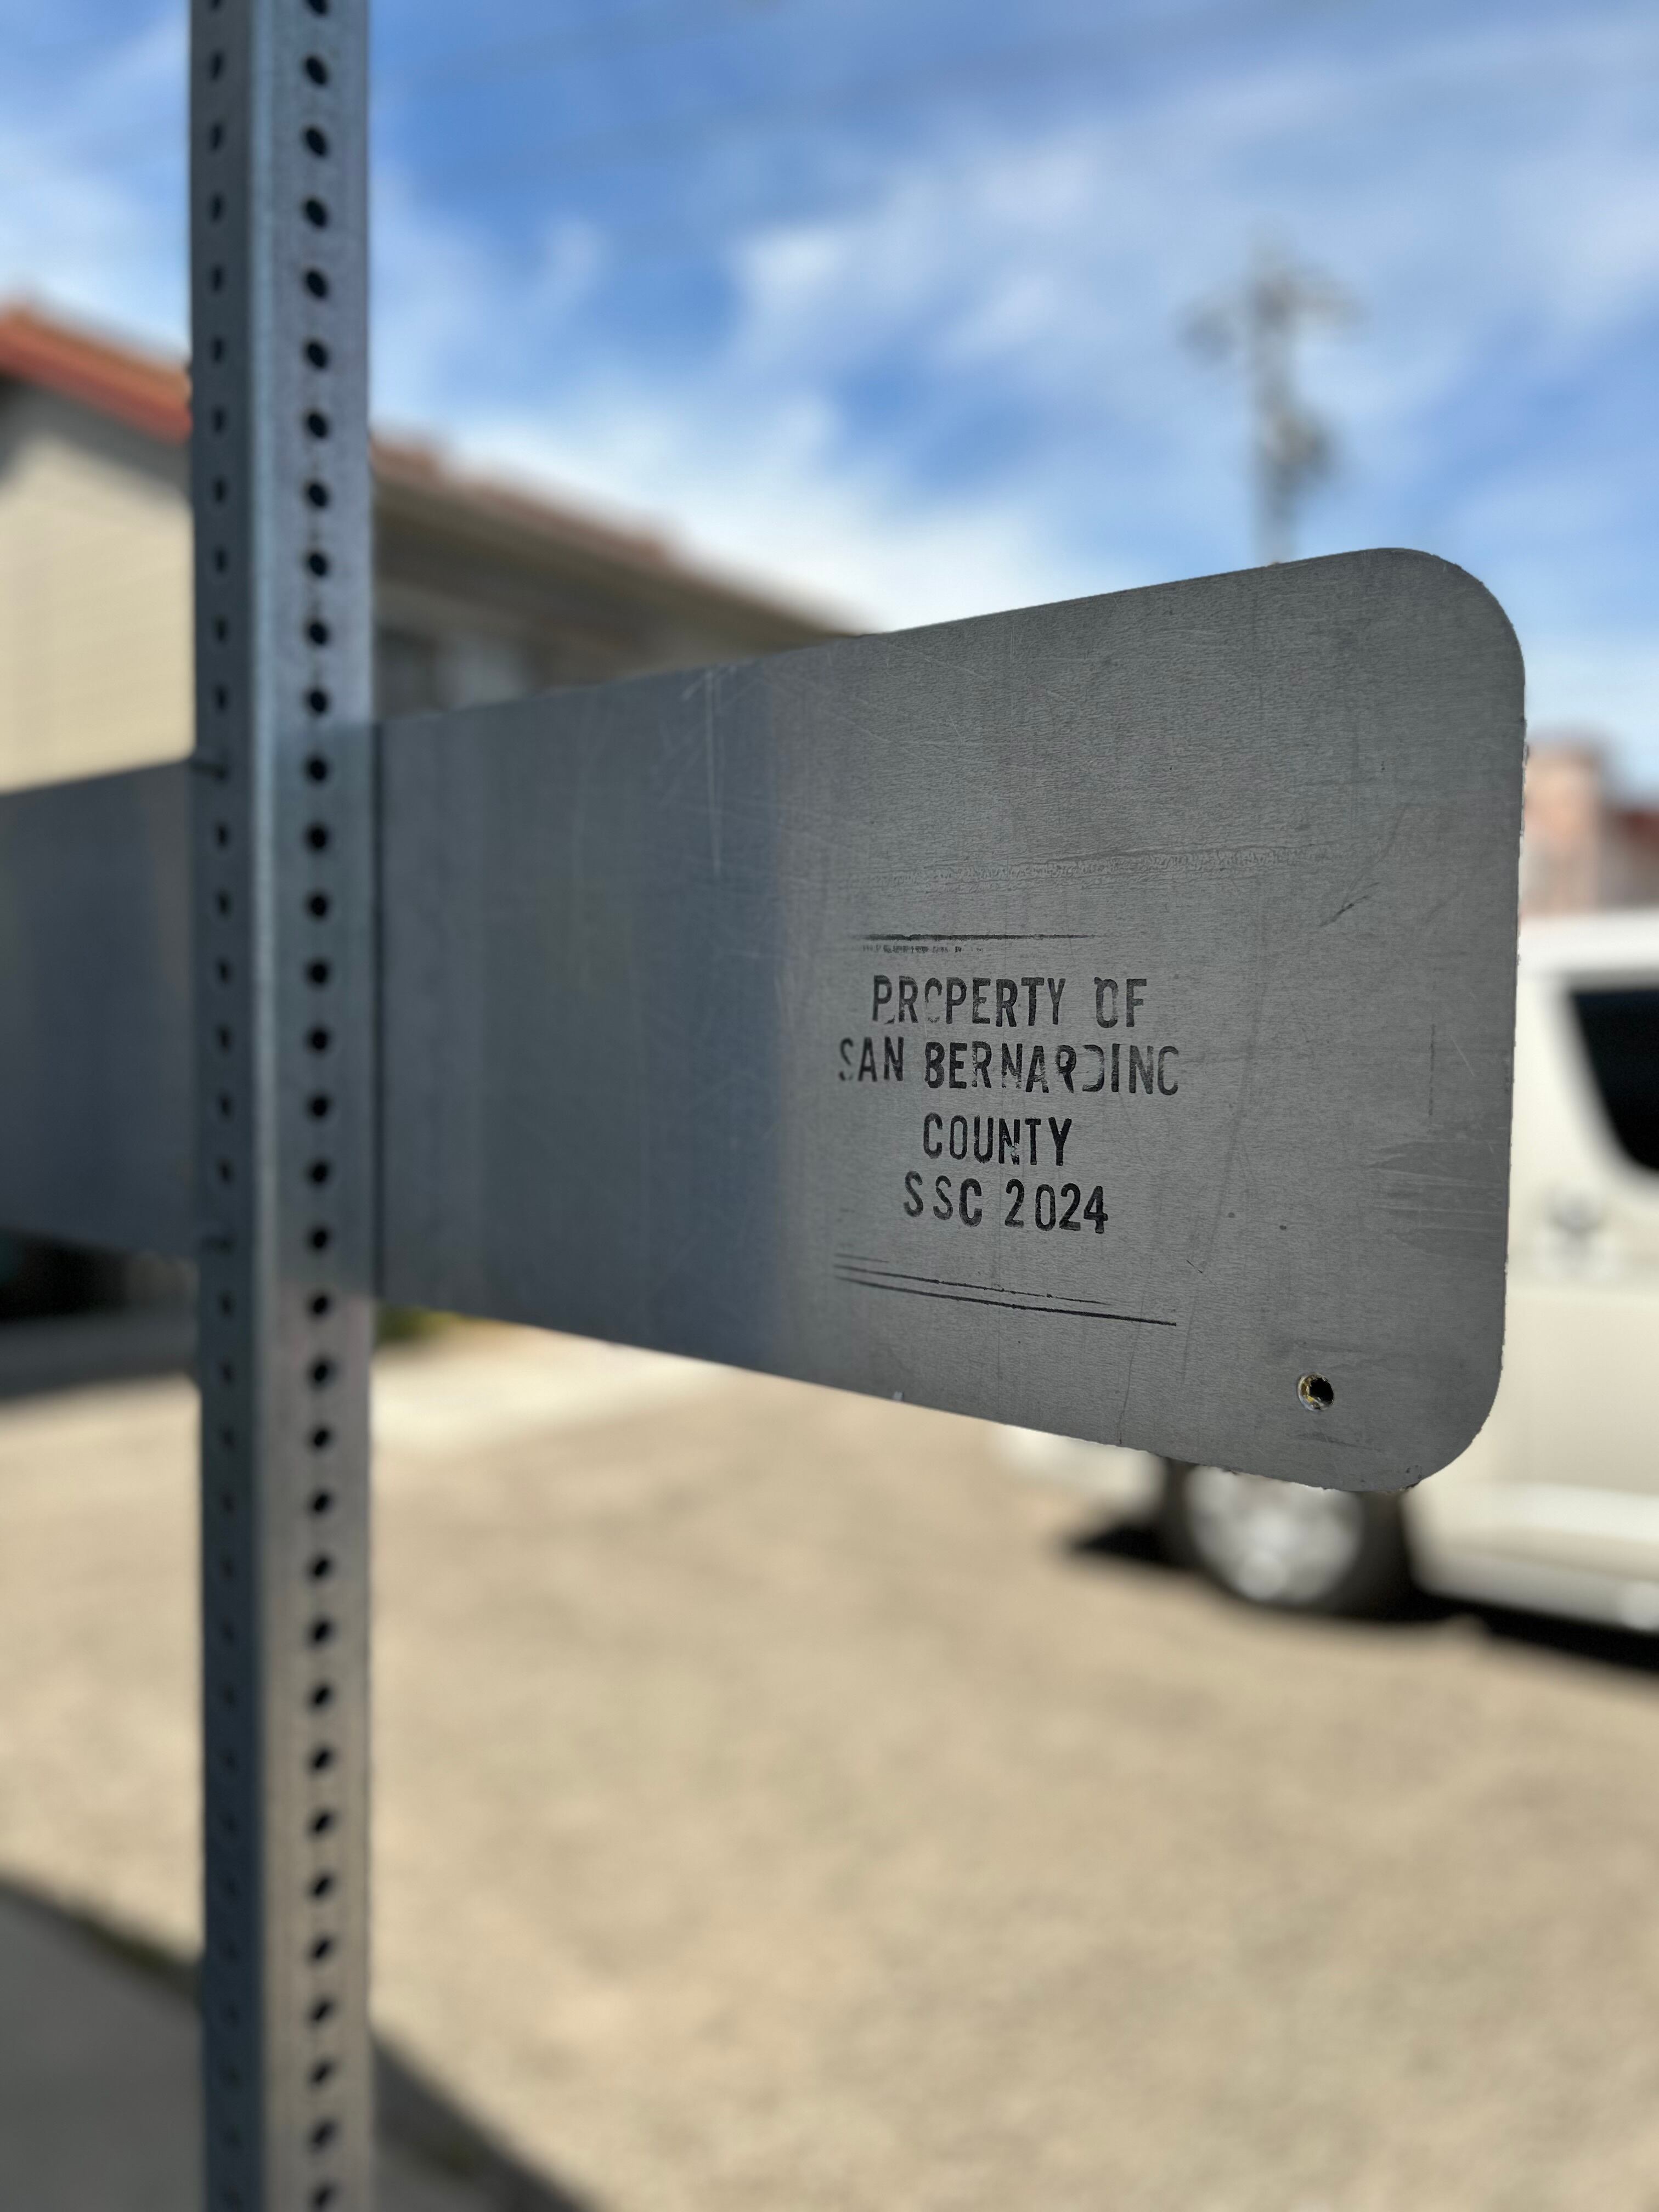 PROPERTY OF
SAN BERNARDINO
COUNTY
SSC 2024